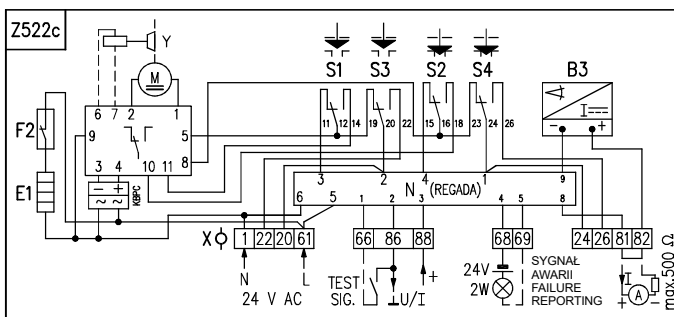 Z522c
S1 S3 S2 S4 B3
Y
6 7 2 1
M
F2
9 5
8
10 11
3 4
KBPC
E1
11 12 14 19 20 22 15 16 18 23 24 26
I
- +
3 2 4 1 9
N (REGADA)
6 5 1 2 3 4 5 8
X 1 22 20 61 66 86 88 68 69 24 26 81 82
N L
24 V AC
TEST
SIG.
U/I
+
24V
2W
SYGNAŁ
AWARII
FAILURE
REPORTING
I
+ A -
max.500 Ω